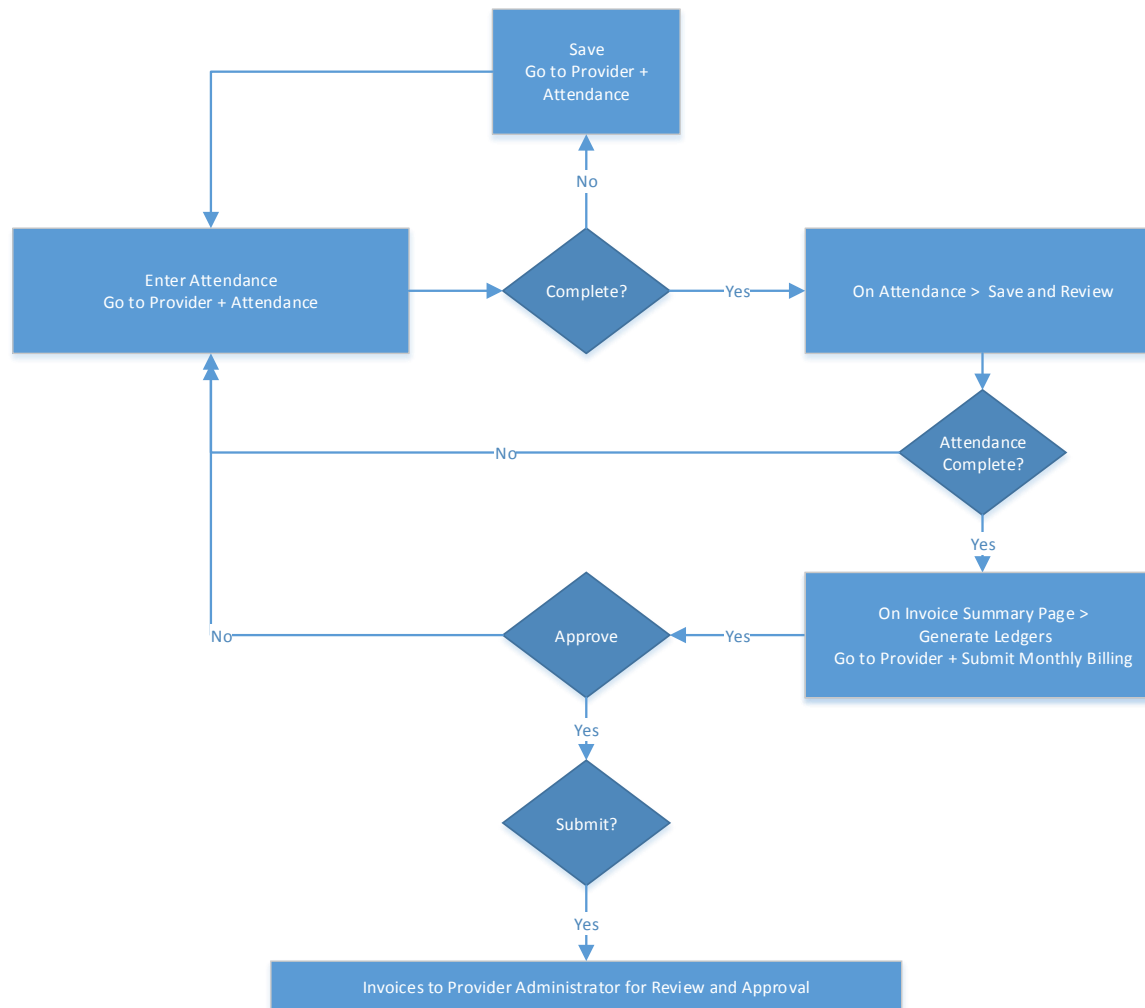 Save
Go to Provider +
Attendance
No
Enter Attendance
Go to Provider + Attendance
Complete?
Yes
On Attendance > Save and Review
No
Attendance
Complete?
Yes
No
Approve
Yes
On Invoice Summary Page >
Generate Ledgers
Go to Provider + Submit Monthly Billing
Yes
Submit?
Yes
Invoices to Provider Administrator for Review and Approval